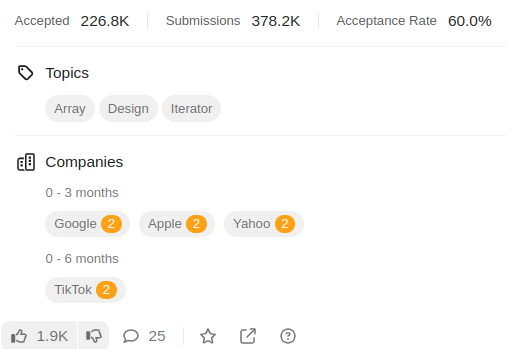 Accepted 226.8K Submissions 378.2K Acceptance Rate 60.0%
Topics
Array Design Iterator
Companies
0 - 3 months
Google 2 Apple 2 Yahoo 2
0 - 6 months
TikTok 2
1.9K 25